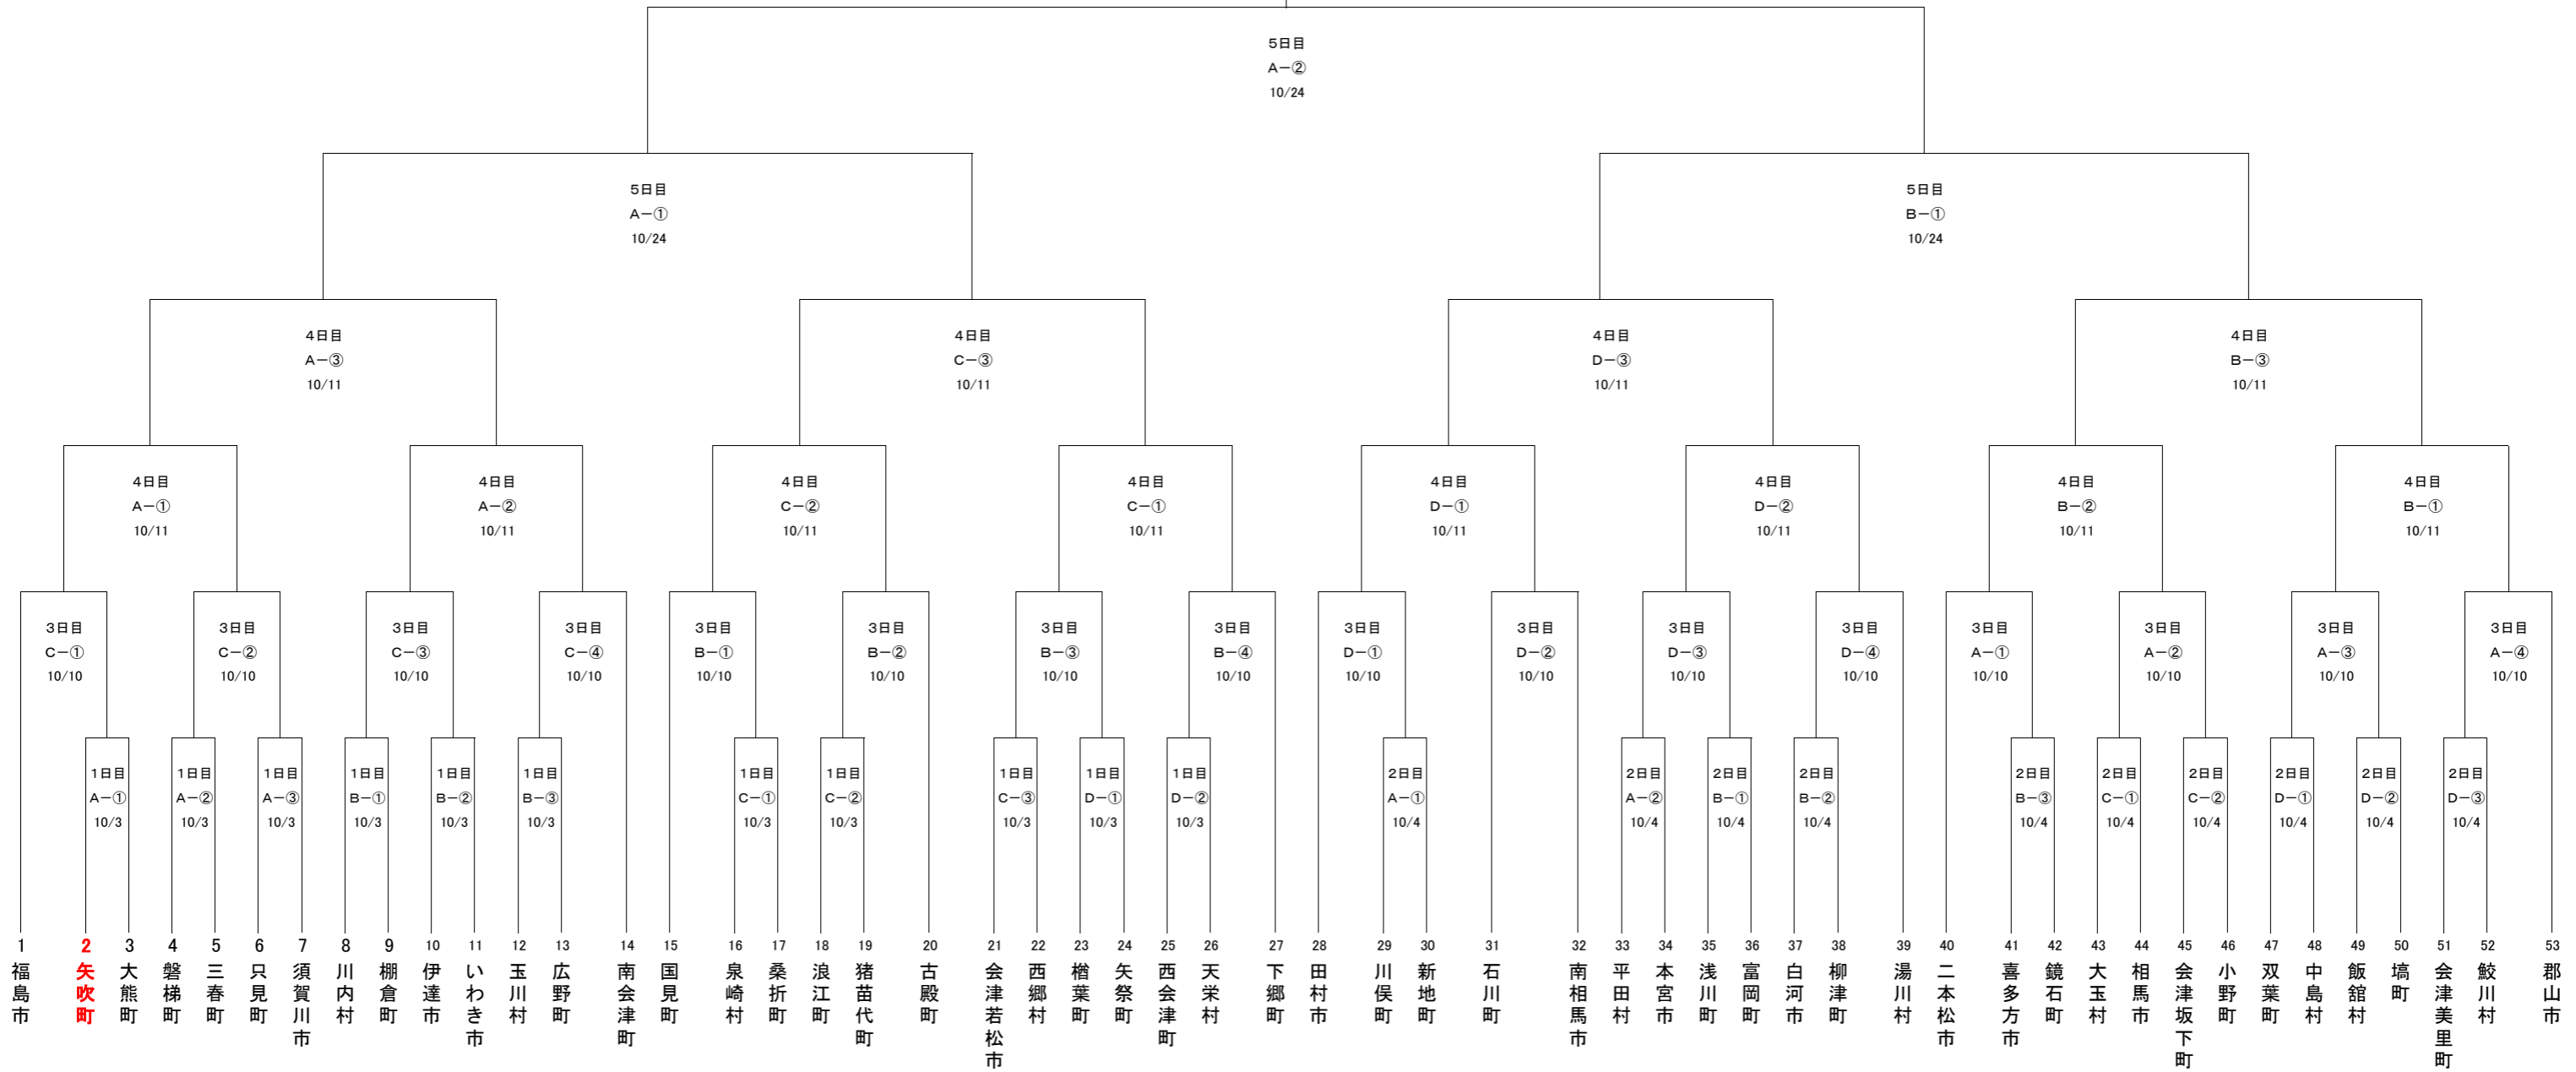 5日目
A-②
10/24
5日目
A-①
10/24
5日目
B-①
10/24
4日目
A-③
10/11
4日目
C-③
10/11
4日目
D-③
10/11
4日目
B-③
10/11
4日目
A-①
10/11
4日目
A-②
10/11
4日目
C-②
10/11
4日目
C-①
10/11
4日目
D-①
10/11
4日目
D-②
10/11
4日目
B-②
10/11
4日目
B-①
10/11
3日目
C-①
10/10
3日目
C-②
10/10
3日目
C-③
10/10
3日目
C-④
10/10
3日目
B-①
10/10
3日目
B-②
10/10
3日目
B-③
10/10
3日目
B-④
10/10
3日目
D-①
10/10
3日目
D-②
10/10
3日目
D-③
10/10
3日目
D-④
10/10
3日目
A-①
10/10
3日目
A-②
10/10
3日目
A-③
10/10
3日目
A-④
10/10
1日目
A-①
10/3
1日目
A-②
10/3
1日目
A-③
10/3
1日目
B-①
10/3
1日目
B-②
10/3
1日目
B-③
10/3
1日目
C-①
10/3
1日目
C-②
10/3
1日目
C-③
10/3
1日目
D-①
10/3
1日目
D-②
10/3
2日目
A-①
10/4
2日目
A-②
10/4
2日目
B-①
10/4
2日目
B-②
10/4
2日目
B-③
10/4
2日目
C-①
10/4
2日目
C-②
10/4
2日目
D-①
10/4
2日目
D-②
10/4
2日目
D-③
10/4
1
福島市
2
矢吹町
3
大熊町
4
磐梯町
5
三春町
6
只見町
7
須賀川市
8
川内村
9
棚倉町
10
伊達市
11
いわき市
12
玉川村
13
広野町
14
南会津町
15
国見町
16
泉崎村
17
桑折町
18
浪江町
19
猪苗代町
20
古殿町
21
会津若松市
22
西郷村
23
楢葉町
24
矢祭町
25
西会津町
26
天栄村
27
下郷町
28
田村市
29
川俣町
30
新地町
31
石川町
32
南相馬市
33
平田村
34
本宮市
35
浅川町
36
富岡町
37
白河市
38
柳津町
39
湯川村
40
二本松市
41
喜多方市
42
鏡石町
43
大玉村
44
相馬市
45
会津坂下町
46
小野町
47
双葉町
48
中島村
49
飯舘村
50
塙町
51
会津美里町
52
鮫川村
53
郡山市